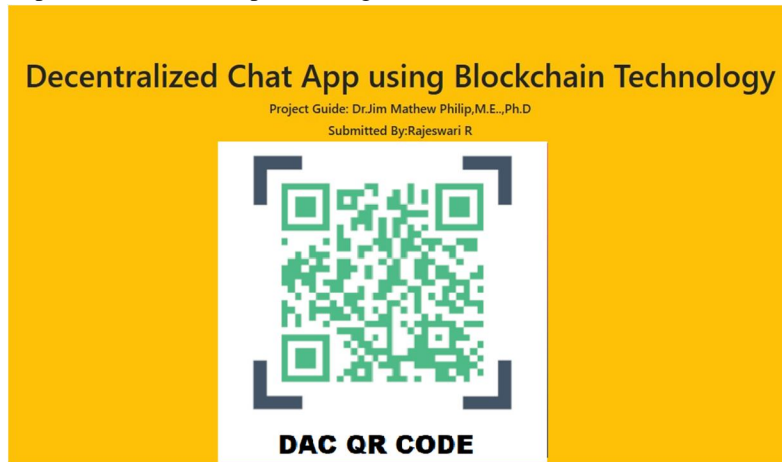 Decentralized Chat App using Blockchain Technology
Project Guide: Dr.Jim Mathew Philip,M.E..,Ph.D
Submitted By:Rajeswari R
DAC QR CODE